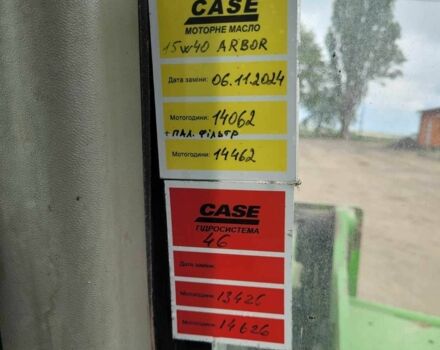 CASE
МОТОРНЕ МАСЛО
15W40 ARBOR
Дата заміни: 06.11.2024
Мотогодини: 14062
+ ПАЛ. ФІЛЬТР
Мотогодини: 14462
CASE
ГІДРОСИСТЕМА
46
Дата заміни:
Мотогодини: 13426
Мотогодини: 14626